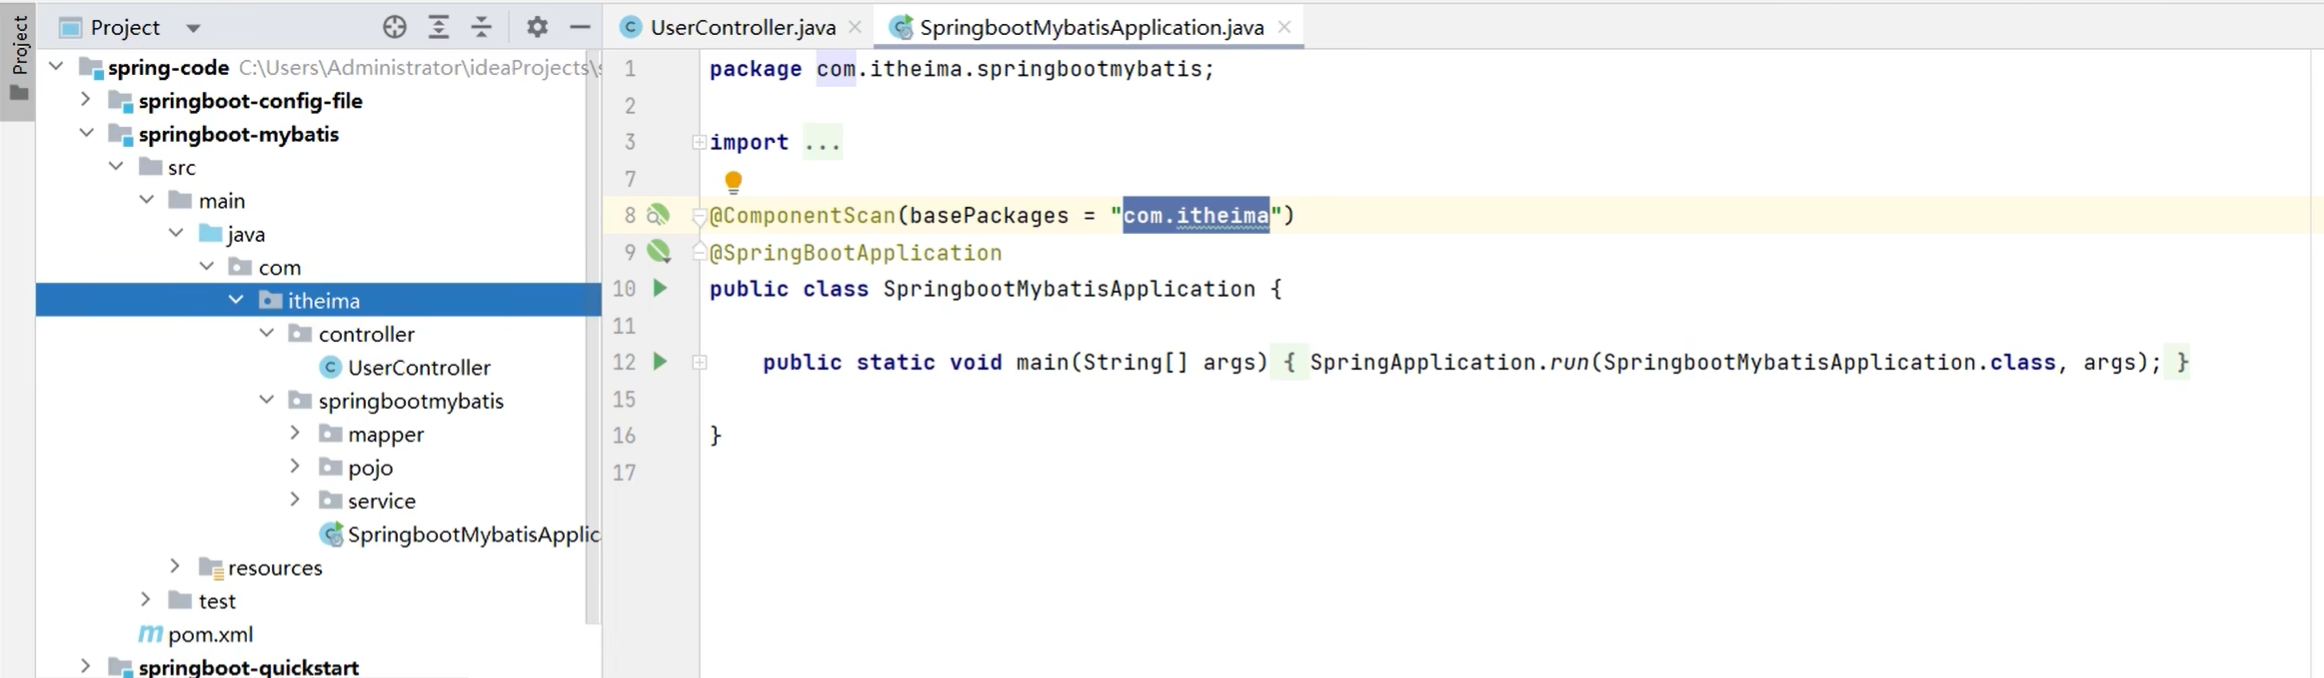 Project
Project
spring-code C:\Users\Administrator\ideaProjects\
springboot-config-file
springboot-mybatis
src
main
java
com
itheima
controller
UserController
springbootmybatis
mapper
pojo
service
SpringbootMybatisApplic
resources
test
pom.xml
springboot-quickstart
UserController.java
SpringbootMybatisApplication.java
1 package com.itheima.springbootmybatis;
2
3 import ...
7
8 @ComponentScan(basePackages = "com.itheima")
9 @SpringBootApplication
10 public class SpringbootMybatisApplication {
11
12 public static void main(String[] args) { SpringApplication.run(SpringbootMybatisApplication.class, args); }
15
16 }
17